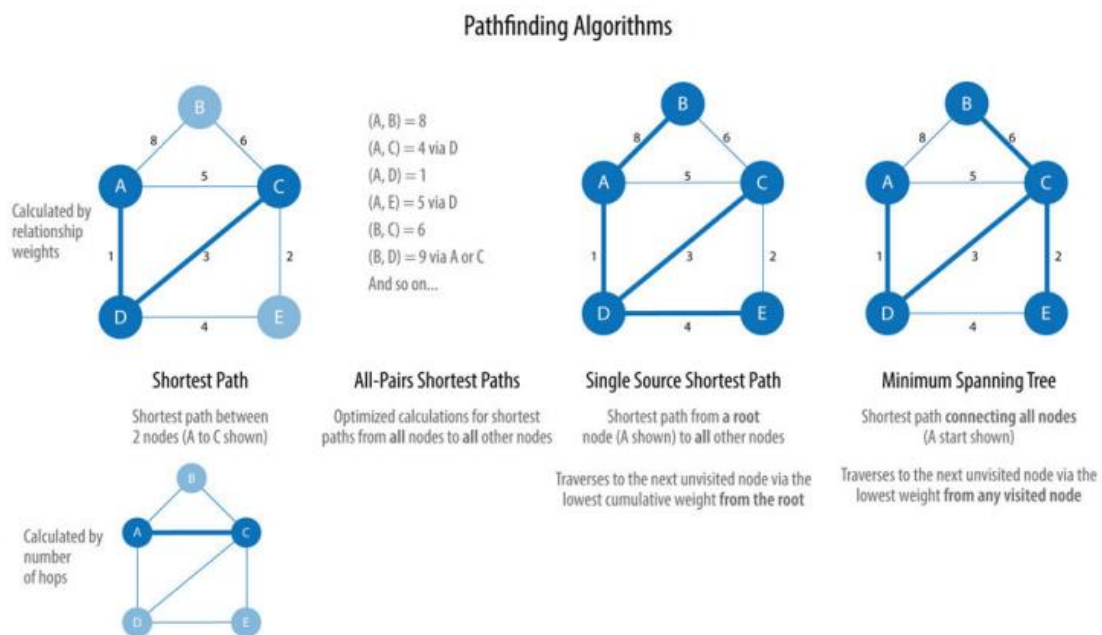 Pathfinding Algorithms
B
8
6
A
5
C
Calculated by
relationship
weights
1
3
2
D
4
E
Shortest Path
Shortest path between
2 nodes (A to C shown)
B
A
C
Calculated by
number
of hops
D
E
(A, B) = 8
(A, C) = 4 via D
(A, D) = 1
(A, E) = 5 via D
(B, C) = 6
(B, D) = 9 via A or C
And so on...
All-Pairs Shortest Paths
Optimized calculations for shortest
paths from all nodes to all other nodes
B
8
6
A
5
C
1
3
2
D
4
E
Single Source Shortest Path
Shortest path from a root
node (A shown) to all other nodes
Traverses to the next unvisited node via the
lowest cumulative weight from the root
B
8
6
A
5
C
1
3
2
D
4
E
Minimum Spanning Tree
Shortest path connecting all nodes
(A start shown)
Traverses to the next unvisited node via the
lowest weight from any visited node